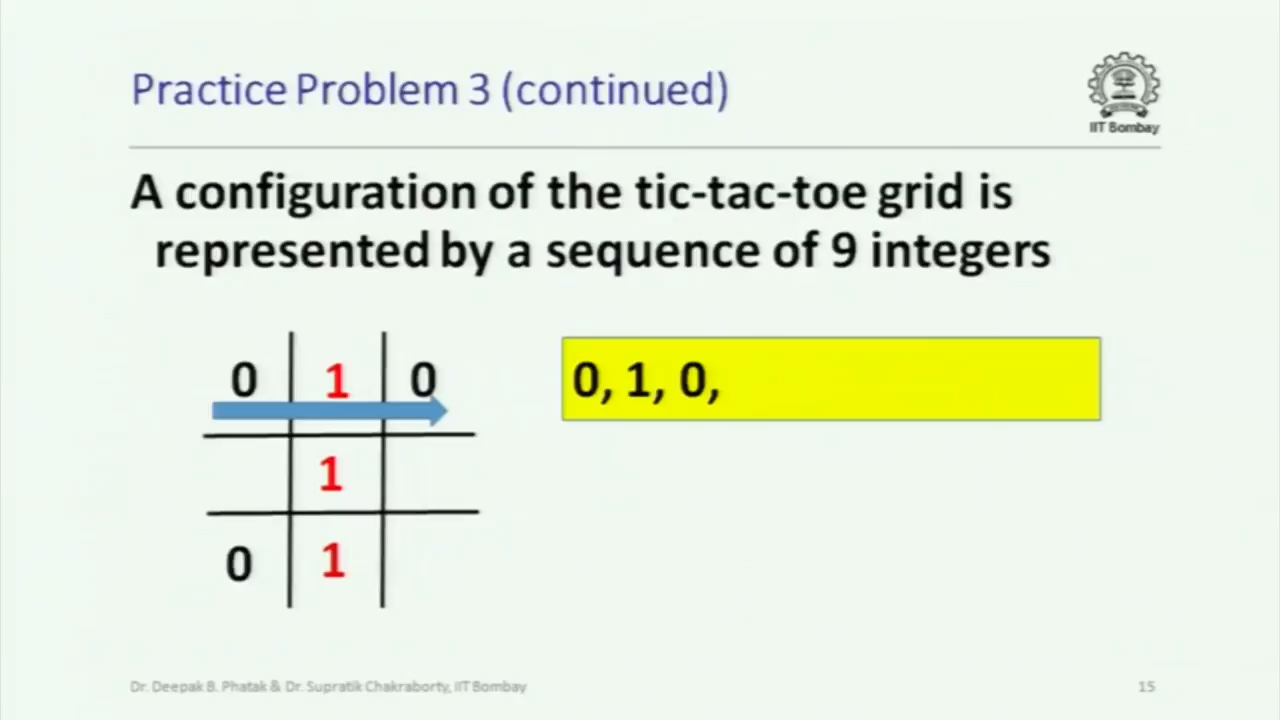 Practice Problem 3 (continued)
IIT Bombay
A configuration of the tic-tac-toe grid is
represented by a sequence of 9 integers
0 1 0
0, 1, 0,
1
0 1
Dr. Deepak B. Phatak & Dr. Supratik Chakraborty, IIT Bombay
15